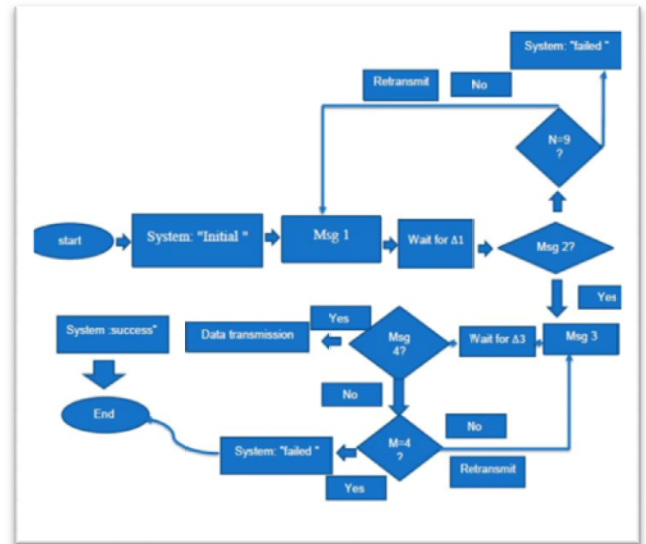 System: "failed "
Retransmit
No
N=9
?
start
System: "Initial "
Msg 1
Wait for Δ1
Msg 2?
Yes
System :success"
Data transmission
Yes
Msg
4?
Wait for Δ3
Msg 3
No
End
No
System: "failed "
M=4
?
Yes
Retransmit